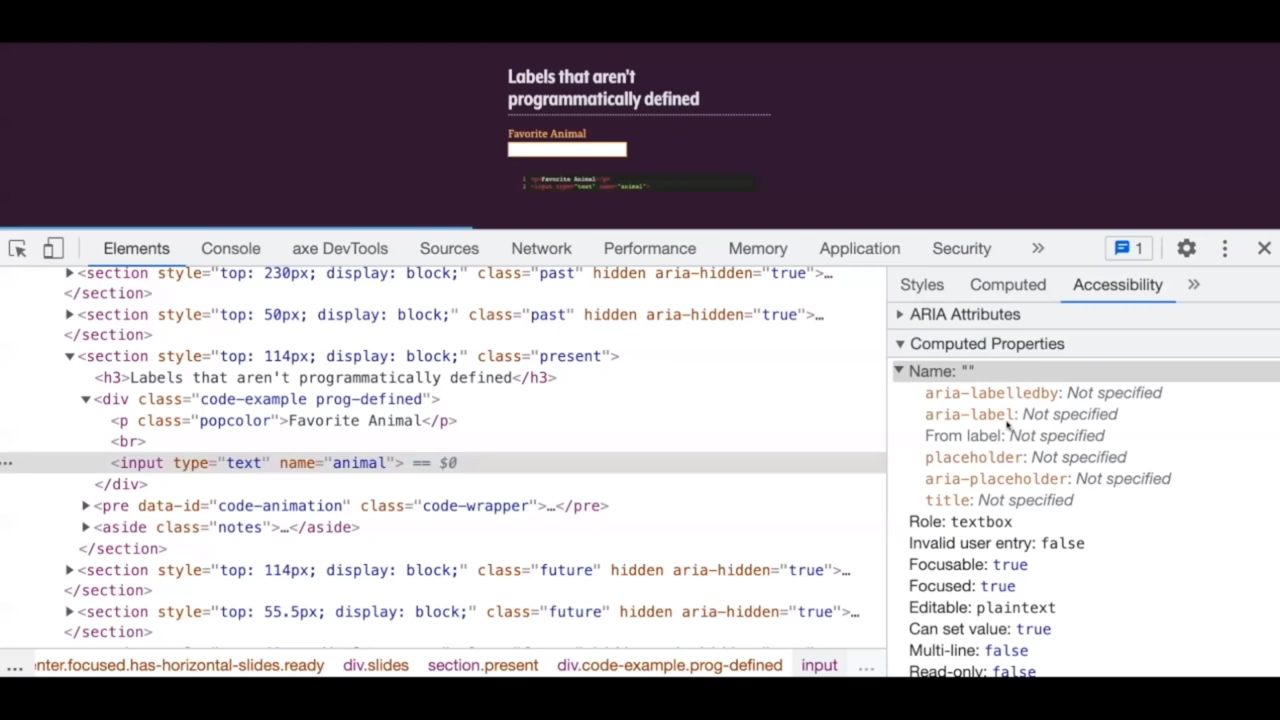 Labels that aren't
programmatically defined
Favorite Animal
1 <p>Favorite Animal</p>
2 <input type="text" name="animal">
Elements Console axe DevTools Sources Network Performance Memory Application Security » 1
▶<section style="top: 230px; display: block;" class="past" hidden aria-hidden="true">…
</section>
▶<section style="top: 50px; display: block;" class="past" hidden aria-hidden="true">…
</section>
▼<section style="top: 114px; display: block;" class="present">
<h3>Labels that aren't programmatically defined</h3>
▼<div class="code-example prog-defined">
<p class="popcolor">Favorite Animal</p>
<br>
… <input type="text" name="animal"> == $0
</div>
▶<pre data-id="code-animation" class="code-wrapper">…</pre>
▶<aside class="notes">…</aside>
</section>
▶<section style="top: 114px; display: block;" class="future" hidden aria-hidden="true">…
</section>
▶<section style="top: 55.5px; display: block;" class="future" hidden aria-hidden="true">…
</section>
… enter.focused.has-horizontal-slides.ready div.slides section.present div.code-example.prog-defined input …
Styles Computed Accessibility »
▶ ARIA Attributes
▼ Computed Properties
▼ Name: ""
aria-labelledby: Not specified
aria-label: Not specified
From label: Not specified
placeholder: Not specified
aria-placeholder: Not specified
title: Not specified
Role: textbox
Invalid user entry: false
Focusable: true
Focused: true
Editable: plaintext
Can set value: true
Multi-line: false
Read-only: false